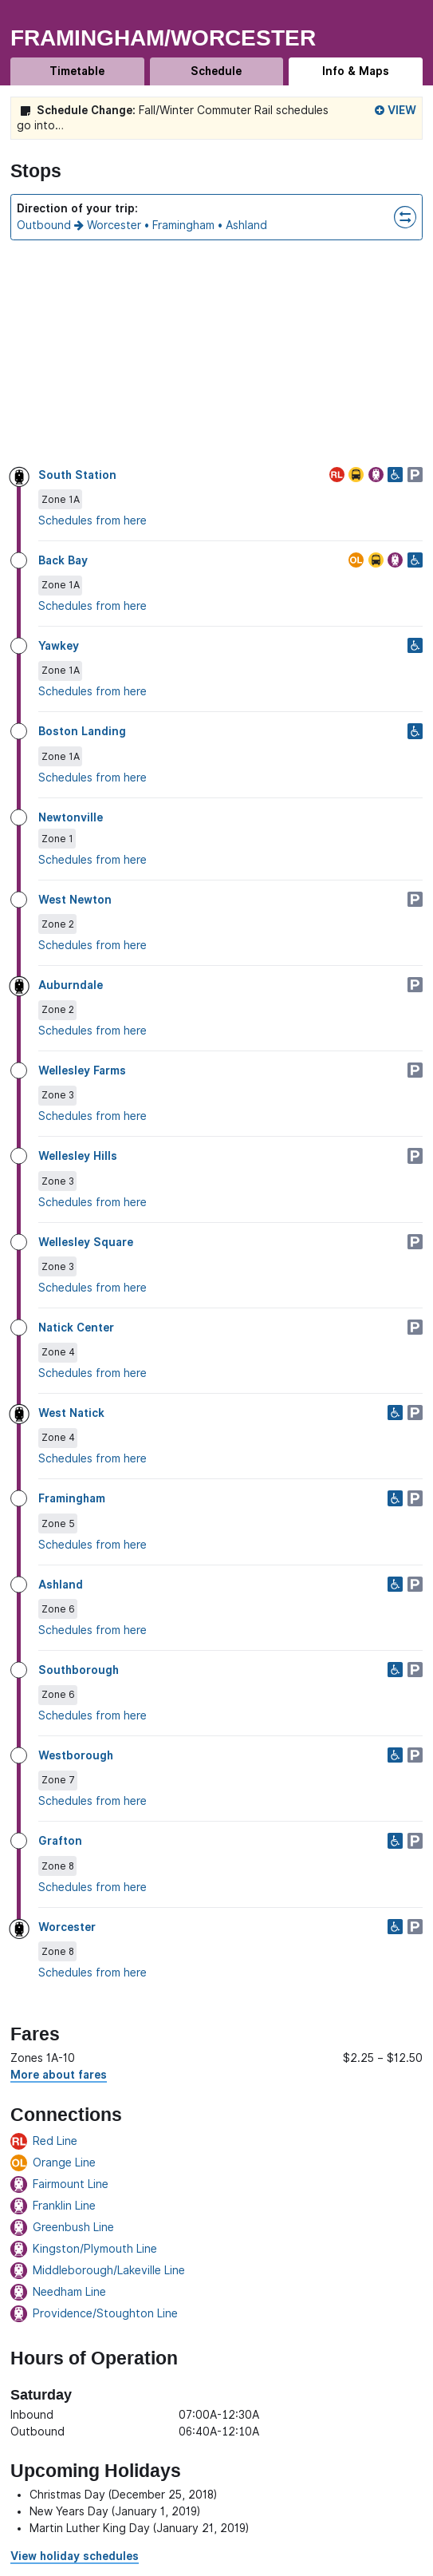 FRAMINGHAM/WORCESTER
Timetable Schedule Info & Maps
Schedule Change: Fall/Winter Commuter Rail schedules VIEW
go into...
Stops
Direction of your trip:
Outbound → Worcester • Framingham • Ashland
South Station RL P
Zone 1A
Schedules from here
Back Bay OL
Zone 1A
Schedules from here
Yawkey
Zone 1A
Schedules from here
Boston Landing
Zone 1A
Schedules from here
Newtonville
Zone 1
Schedules from here
West Newton P
Zone 2
Schedules from here
Auburndale P
Zone 2
Schedules from here
Wellesley Farms P
Zone 3
Schedules from here
Wellesley Hills P
Zone 3
Schedules from here
Wellesley Square P
Zone 3
Schedules from here
Natick Center P
Zone 4
Schedules from here
West Natick P
Zone 4
Schedules from here
Framingham P
Zone 5
Schedules from here
Ashland P
Zone 6
Schedules from here
Southborough P
Zone 6
Schedules from here
Westborough P
Zone 7
Schedules from here
Grafton P
Zone 8
Schedules from here
Worcester P
Zone 8
Schedules from here
Fares
Zones 1A-10 $2.25 – $12.50
More about fares
Connections
RL Red Line
OL Orange Line
Fairmount Line
Franklin Line
Greenbush Line
Kingston/Plymouth Line
Middleborough/Lakeville Line
Needham Line
Providence/Stoughton Line
Hours of Operation
Saturday
Inbound 07:00A-12:30A
Outbound 06:40A-12:10A
Upcoming Holidays
• Christmas Day (December 25, 2018)
• New Years Day (January 1, 2019)
• Martin Luther King Day (January 21, 2019)
View holiday schedules